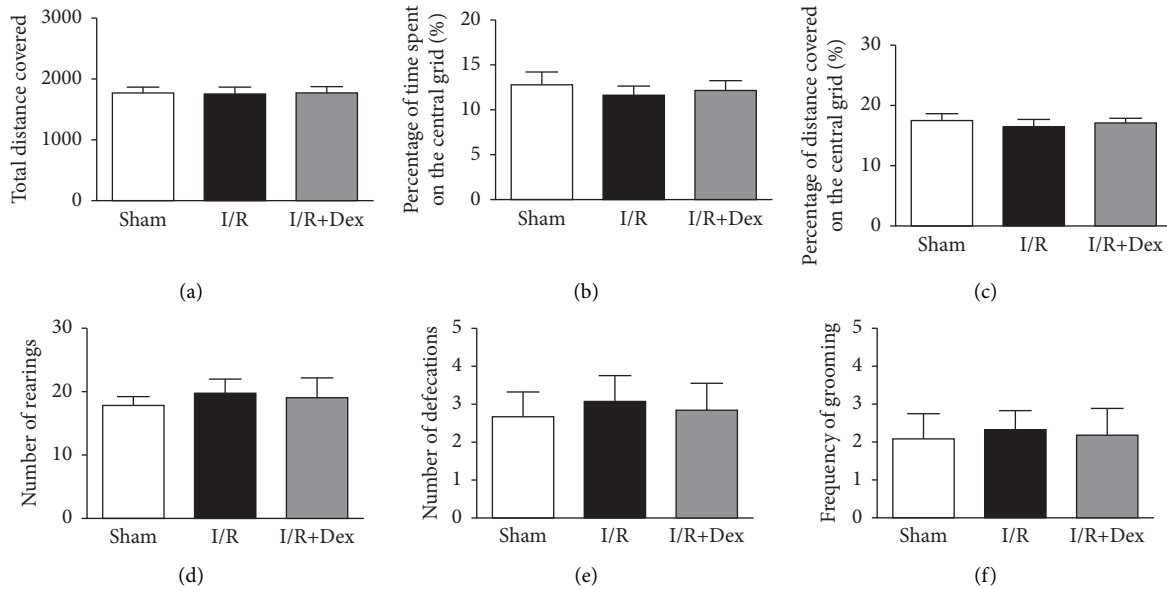 Total distance covered
3000
2000
1000
0
Sham I/R I/R+Dex
(a)
Percentage of time spent
on the central grid (%)
20
15
10
5
0
Sham I/R I/R+Dex
(b)
Percentage of distance covered
on the central grid (%)
30
20
10
0
Sham I/R I/R+Dex
(c)
Number of rearings
30
20
10
0
Sham I/R I/R+Dex
(d)
Number of defecations
5
4
3
2
1
0
Sham I/R I/R+Dex
(e)
Frequency of grooming
5
4
3
2
1
0
Sham I/R I/R+Dex
(f)